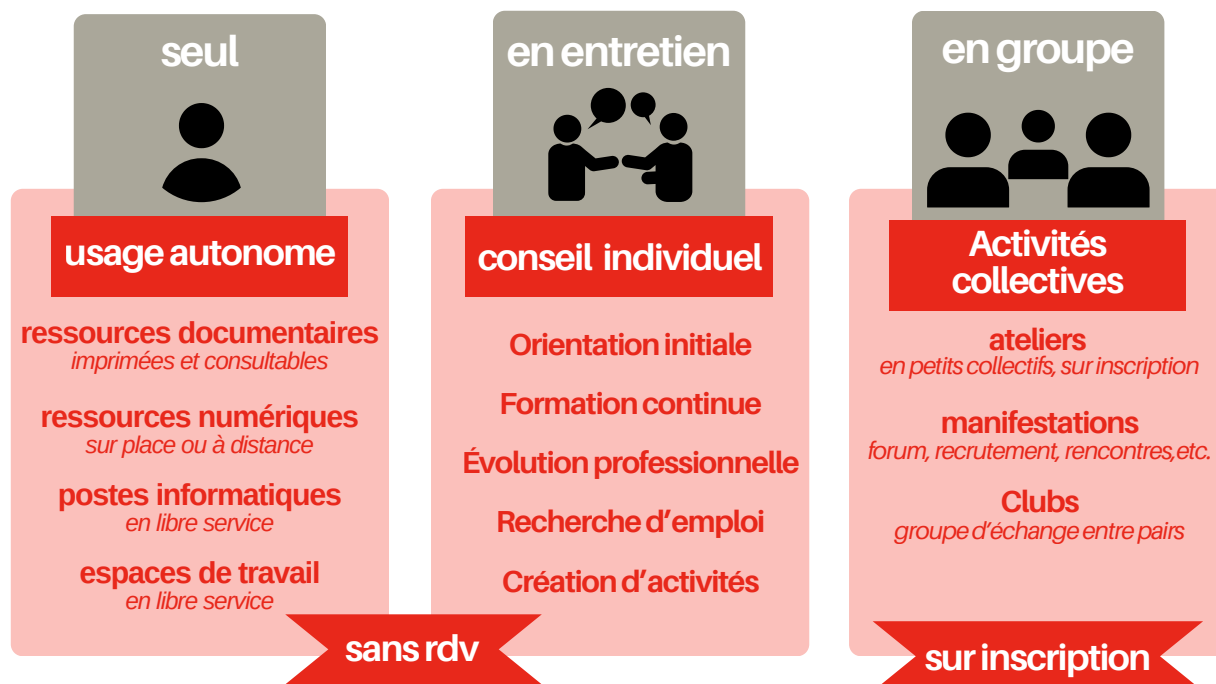 seul
usage autonome
ressources documentaires
imprimées et consultables
ressources numériques
sur place ou à distance
postes informatiques
en libre service
espaces de travail
en libre service
en entretien
conseil individuel
Orientation initiale
Formation continue
Évolution professionnelle
Recherche d'emploi
Création d'activités
sans rdv
en groupe
Activités
collectives
ateliers
en petits collectifs, sur inscription
manifestations
forum, recrutement, rencontres,etc.
Clubs
groupe d'échange entre pairs
sur inscription